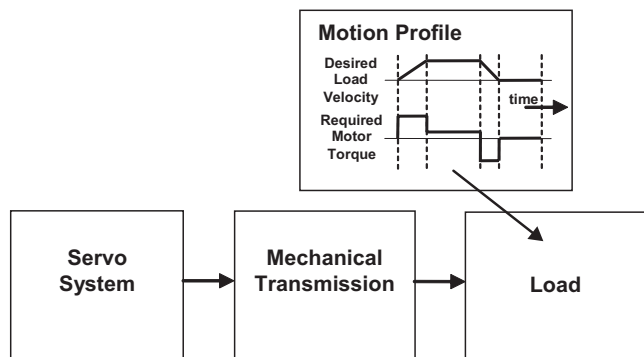 Motion Profile
Desired
Load
Velocity
time
Required
Motor
Torque
Servo
System
Mechanical
Transmission
Load